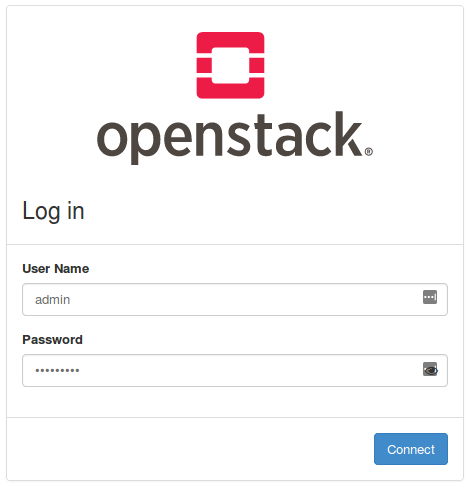 openstack®
Log in
User Name
admin
Password
•••••••••
Connect